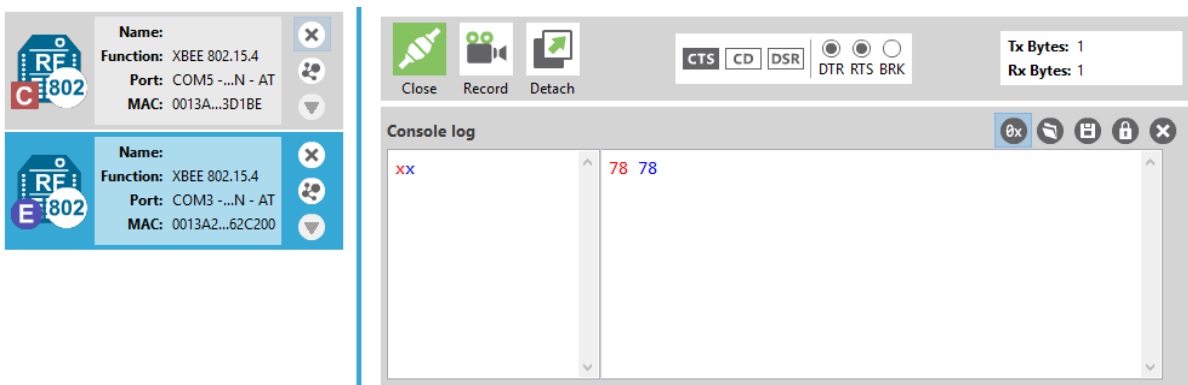 Name:
Function: XBEE 802.15.4
Port: COM5 -...N - AT
MAC: 0013A...3D1BE
RF
802
C
Name:
Function: XBEE 802.15.4
Port: COM3 -...N - AT
MAC: 0013A2...62C200
RF
802
E
Close
Record
Detach
CTS CD DSR
DTR RTS BRK
Tx Bytes: 1
Rx Bytes: 1
Console log
0x
xx
78 78